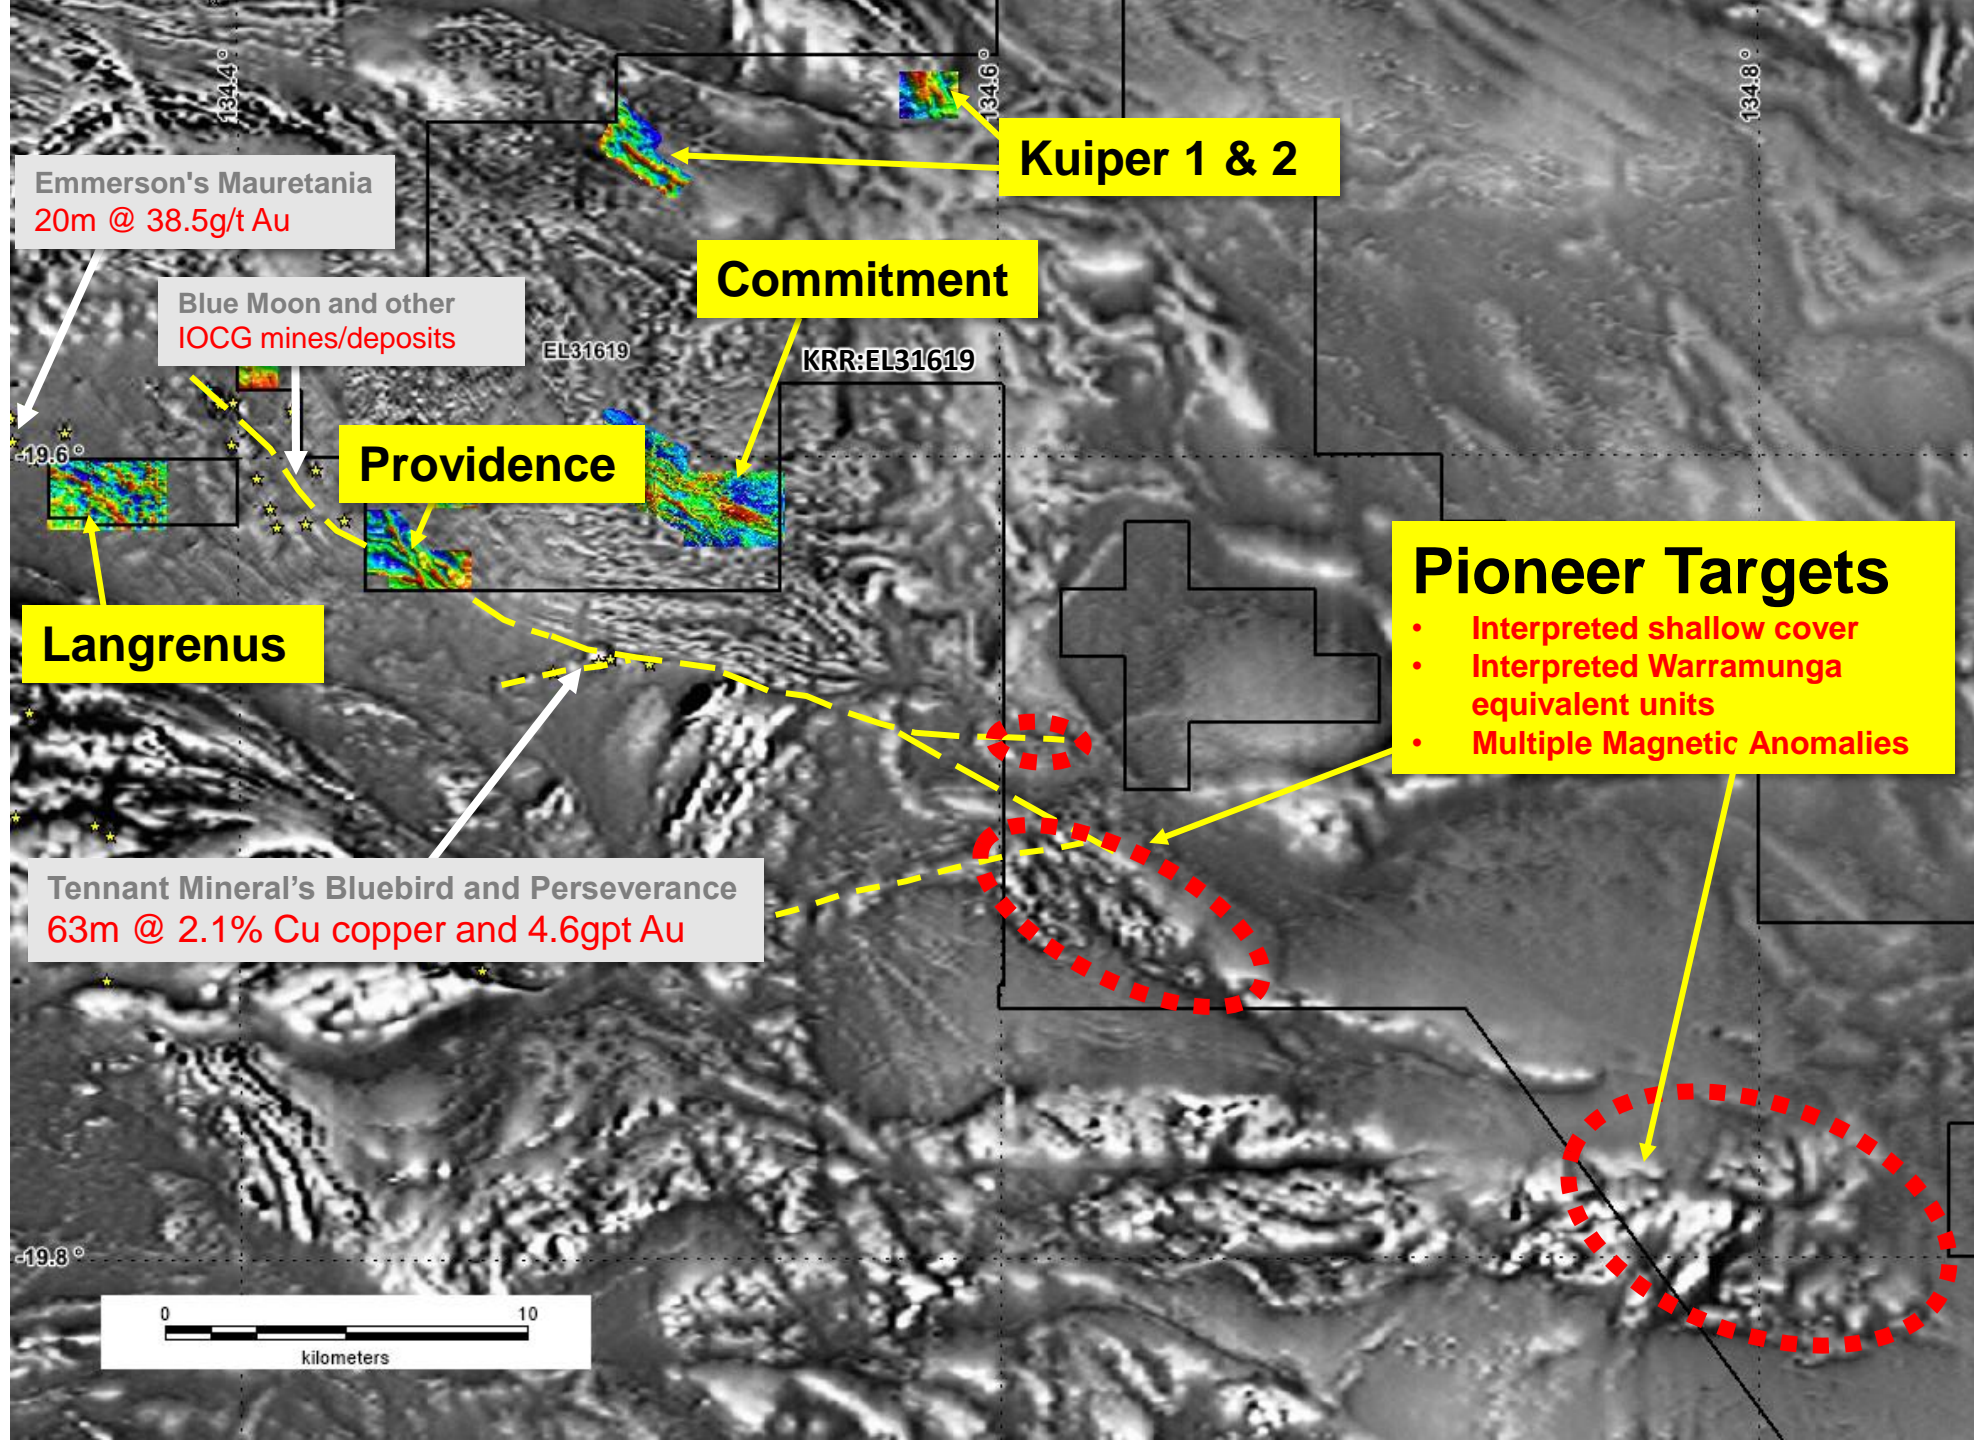 134.4 °
134.6 °
134.8 °
Kuiper 1 & 2
Emmerson's Mauretania
20m @ 38.5g/t Au
Commitment
Blue Moon and other
IOCG mines/deposits
EL31619
KRR:EL31619
-19.6 °
Providence
Langrenus
Pioneer Targets
• Interpreted shallow cover
• Interpreted Warramunga
equivalent units
• Multiple Magnetic Anomalies
Tennant Mineral’s Bluebird and Perseverance
63m @ 2.1% Cu copper and 4.6gpt Au
-19.8 °
0 10
kilometers